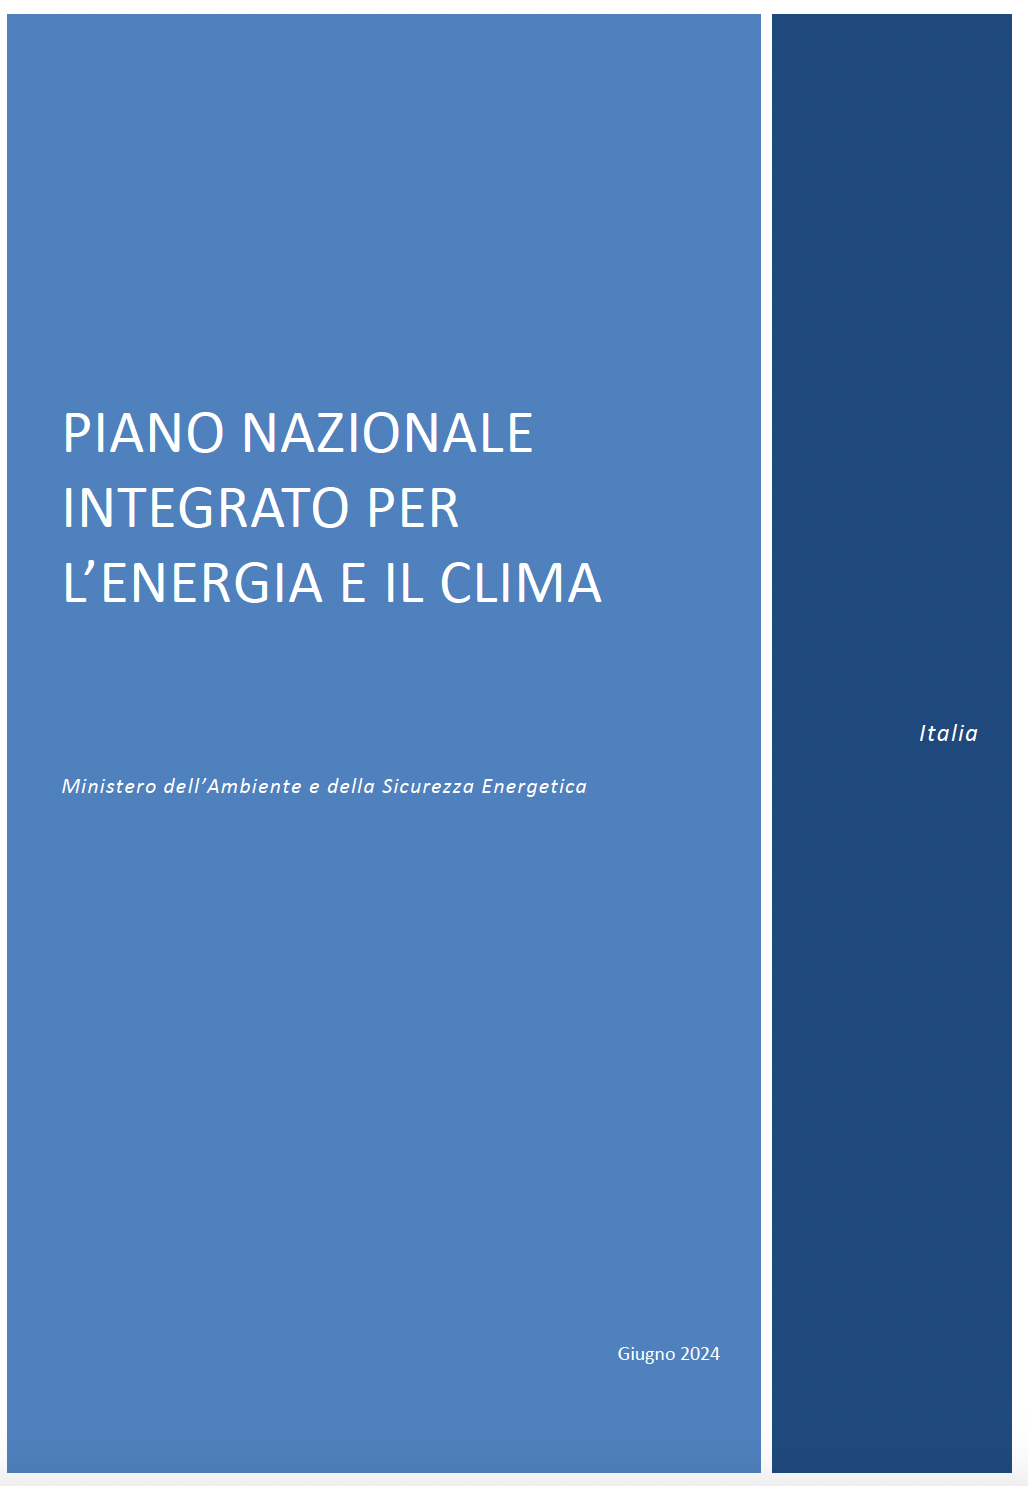 PIANO NAZIONALE
INTEGRATO PER
L’ENERGIA E IL CLIMA
Italia
Ministero dell’Ambiente e della Sicurezza Energetica
Giugno 2024